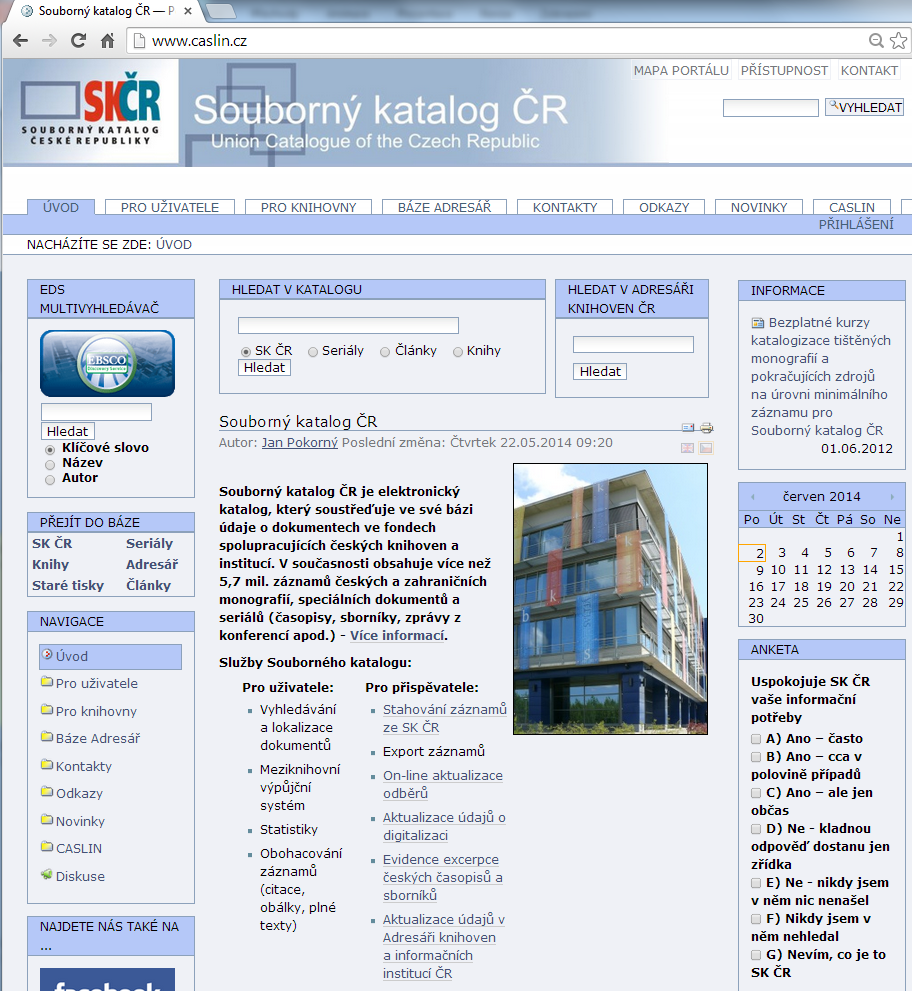 Souborný katalog ČR — P
www.caslin.cz
MAPA PORTÁLU
PŘÍSTUPNOST
KONTAKT
SKČR
SOUBORNÝ KATALOG
ČESKÉ REPUBLIKY
Souborný katalog ČR
Union Catalogue of the Czech Republic
VYHLEDAT
ÚVOD
PRO UŽIVATELE
PRO KNIHOVNY
BÁZE ADRESÁŘ
KONTAKTY
ODKAZY
NOVINKY
CASLIN
PŘIHLÁŠENÍ
NACHÁZÍTE SE ZDE: ÚVOD
EDS
MULTIVYHLEDÁVAČ
EBSCO
Discovery Service
Hledat
Klíčové slovo
Název
Autor
PŘEJÍT DO BÁZE
SK ČR Seriály
Knihy Adresář
Staré tisky Články
NAVIGACE
Úvod
Pro uživatele
Pro knihovny
Báze Adresář
Kontakty
Odkazy
Novinky
CASLIN
Diskuse
NAJDETE NÁS TAKÉ NA
...
facebook
HLEDAT V KATALOGU
SK ČR Seriály Články Knihy
Hledat
HLEDAT V ADRESÁŘI
KNIHOVEN ČR
Hledat
Souborný katalog ČR
Autor: Jan Pokorný Poslední změna: Čtvrtek 22.05.2014 09:20
Souborný katalog ČR je elektronický
katalog, který soustřeďuje ve své bázi
údaje o dokumentech ve fondech
spolupracujících českých knihoven a
institucí. V současnosti obsahuje více než
5,7 mil. záznamů českých a zahraničních
monografií, speciálních dokumentů a
seriálů (časopisy, sborníky, zprávy z
konferencí apod.) - Více informací.
Služby Souborného katalogu:
Pro uživatele:
Vyhledávání
a lokalizace
dokumentů
Meziknihovní
výpůjční
systém
Statistiky
Obohacování
záznamů
(citace,
obálky, plné
texty)
Pro přispěvatele:
Stahování záznamů
ze SK ČR
Export záznamů
On-line aktualizace
odběrů
Aktualizace údajů o
digitalizaci
Evidence excerpce
českých časopisů a
sborníků
Aktualizace údajů v
Adresáři knihoven
a informačních
institucí ČR
INFORMACE
Bezplatné kurzy
katalogizace tištěných
monografií a
pokračujících zdrojů
na úrovni minimálního
záznamu pro
Souborný katalog ČR
01.06.2012
červen 2014
Po Út St Čt Pá So Ne
1
2 3 4 5 6 7 8
9 10 11 12 13 14 15
16 17 18 19 20 21 22
23 24 25 26 27 28 29
30
ANKETA
Uspokojuje SK ČR
vaše informační
potřeby
A) Ano – často
B) Ano – cca v
polovině případů
C) Ano – ale jen
občas
D) Ne - kladnou
odpověď dostanu jen
zřídka
E) Ne - nikdy jsem
v něm nic nenašel
F) Nikdy jsem v
něm nehledal
G) Nevím, co je to
SK ČR